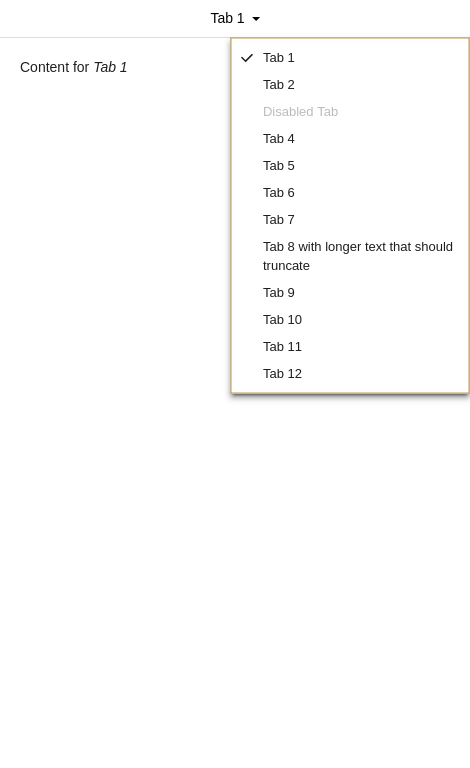 Tab 1
Content for Tab 1
Tab 1
Tab 2
Disabled Tab
Tab 4
Tab 5
Tab 6
Tab 7
Tab 8 with longer text that should
truncate
Tab 9
Tab 10
Tab 11
Tab 12